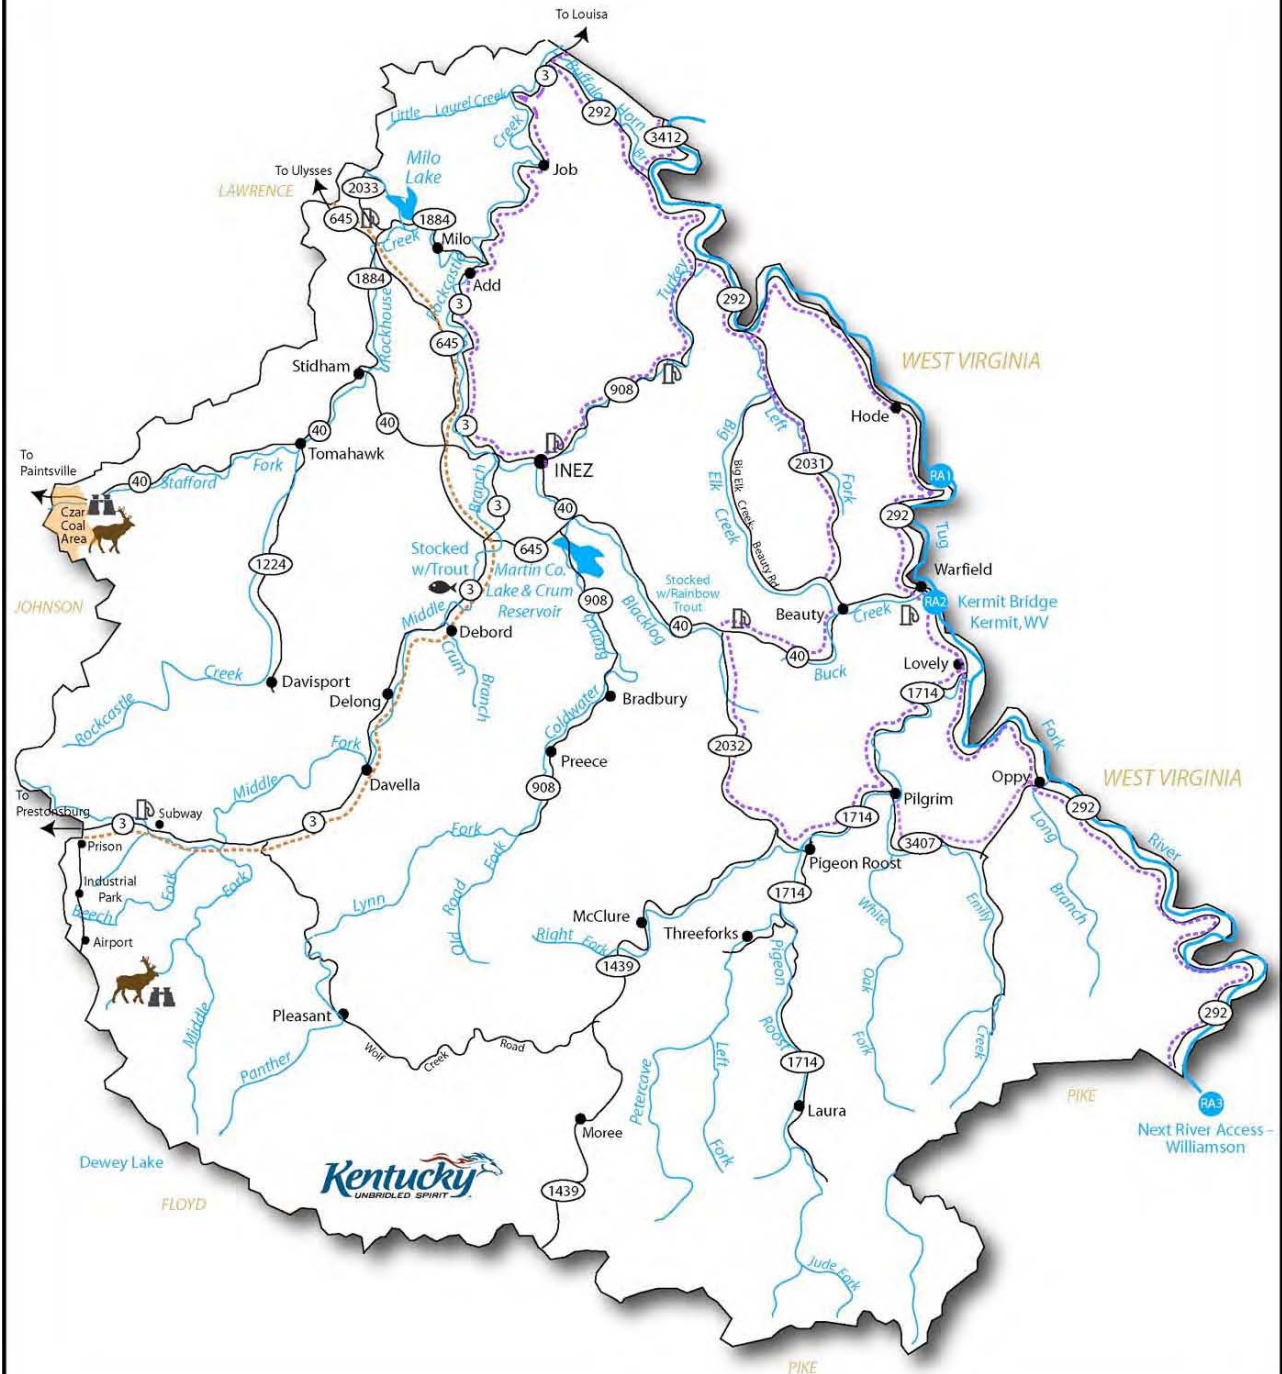 To Louisa
3
Buffalo
Horn
Br
292
3412
Little Laurel Creek
Creek
Job
Milo
Lake
To Ulysses
LAWRENCE
2033
645
1884
Creek
Milo
1884
Rockcastle
Add
3
Turkey
292
645
Rockhouse
WEST VIRGINIA
Stidham
908
Hode
40
40
3
Left
Big
Elk
Creek
Big Elk Creek-Beauty Rd
2031
Fork
To
Paintsville
Tomahawk
Fork
Stafford
40
INEZ
RA1
Branch
3
40
292
Tug
Czar
Coal
Area
1224
Stocked
w/Trout
645
Martin Co.
Lake & Crum
Reservoir
Stocked
w/Rainbow
Trout
Warfield
RA2
Kermit Bridge
Kermit, WV
JOHNSON
3
Middle
908
Branch
Blacklog
40
Beauty
Creek
Debord
Crum
Branch
40
Buck
Lovely
1714
Creek
Rockcastle
Davisport
Delong
Coldwater
Bradbury
Fork
2032
Preece
Fork
Middle
Davella
908
Oppy
WEST VIRGINIA
292
To
Prestonsburg
3
Subway
3
Pilgrim
1714
3407
Long
Branch
River
Prison
Fork
Pigeon Roost
Industrial
Park
Fork
Fork
Beech
Airport
Lynn
Old
Road
Fork
1714
McClure
Right
Fork
1439
Threeforks
White
Oak
Fork
Emily
Creek
Pigeon
Roost
Middle
Pleasant
Panther
Wolf
Creek
Road
292
1714
Petercave
Left
Fork
Laura
PIKE
RA3
Next River Access –
Williamson
Moree
Dewey Lake
Kentucky
UNBRIDLED SPIRIT
1439
FLOYD
Jude Fork
PIKE